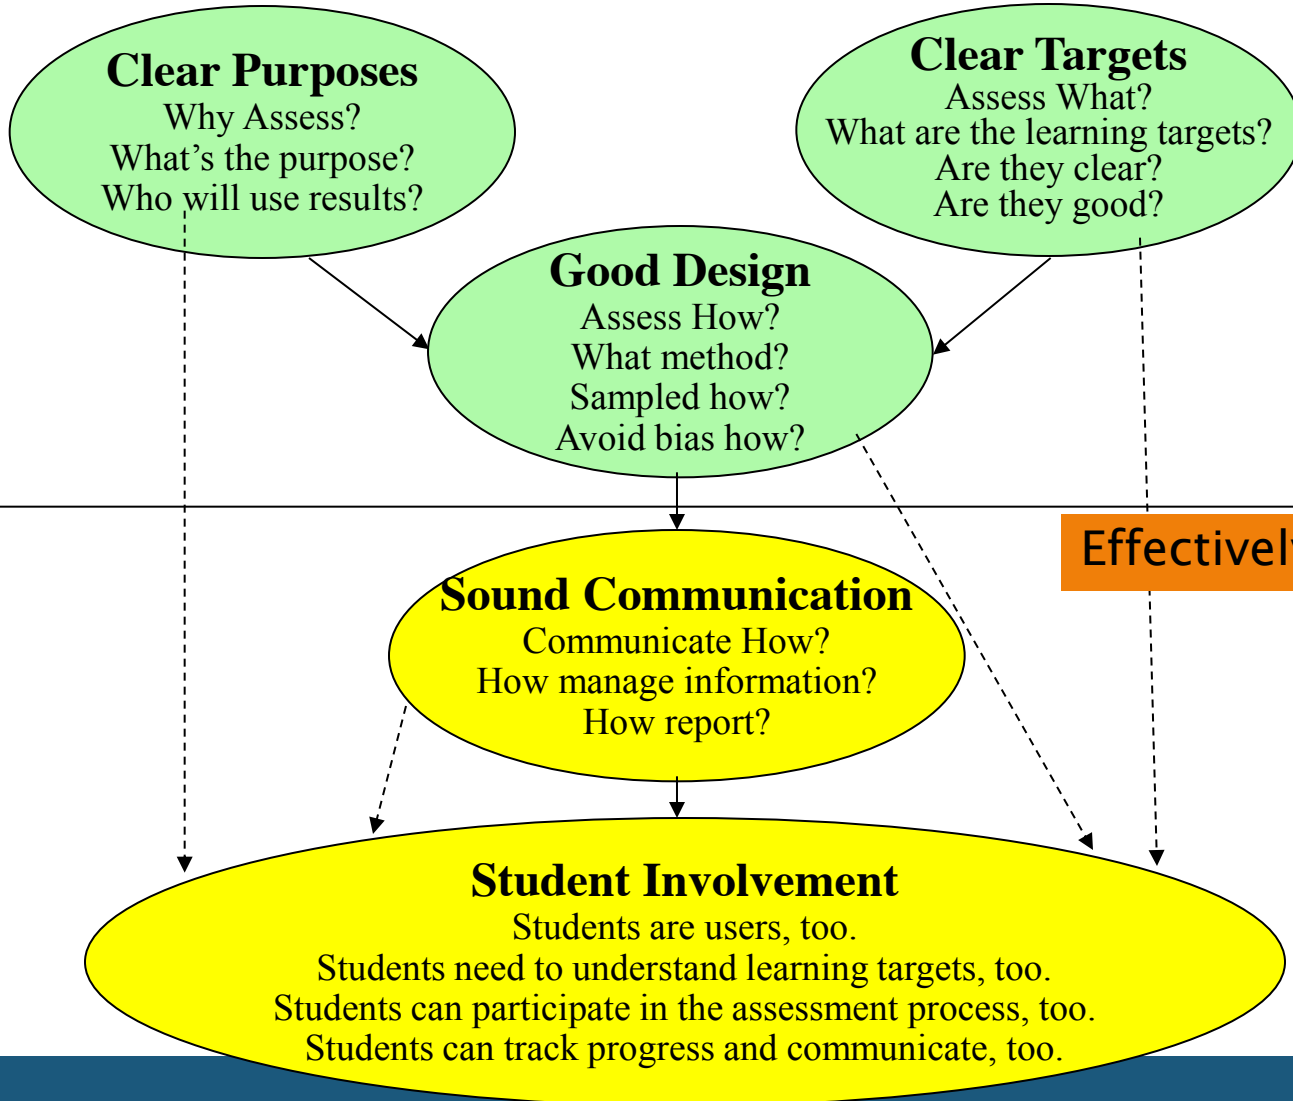 Clear Purposes
Why Assess?
What’s the purpose?
Who will use results?
Clear Targets
Assess What?
What are the learning targets?
Are they clear?
Are they good?
Good Design
Assess How?
What method?
Sampled how?
Avoid bias how?
Sound Communication
Communicate How?
How manage information?
How report?
Student Involvement
Students are users, too.
Students need to understand learning targets, too.
Students can participate in the assessment process, too.
Students can track progress and communicate, too.